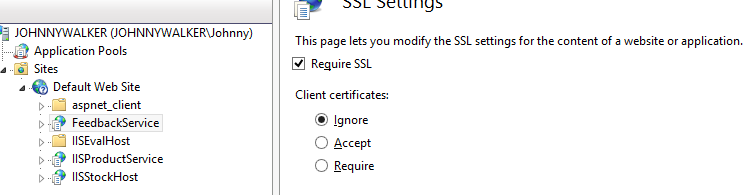 SSL Settings
JOHNNYWALKER (JOHNNYWALKER\Johnny)
Application Pools
Sites
Default Web Site
aspnet_client
FeedbackService
IISEvalHost
IISProductService
IISStockHost
This page lets you modify the SSL settings for the content of a website or application.
Require SSL
Client certificates:
Ignore
Accept
Require